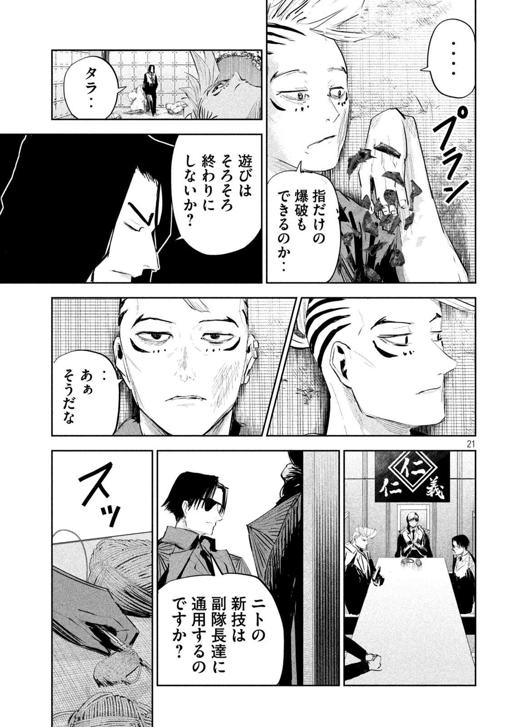 ・・・・
プラン
指だけの
爆破も
できるのか・・
タラ・・
遊びは
そろそろ
終わりに
しないか？
・・
あぁ
そうだな
21
仁
仁義
ニトの
新技は
副隊長達に
通用するの
ですか？
スッ